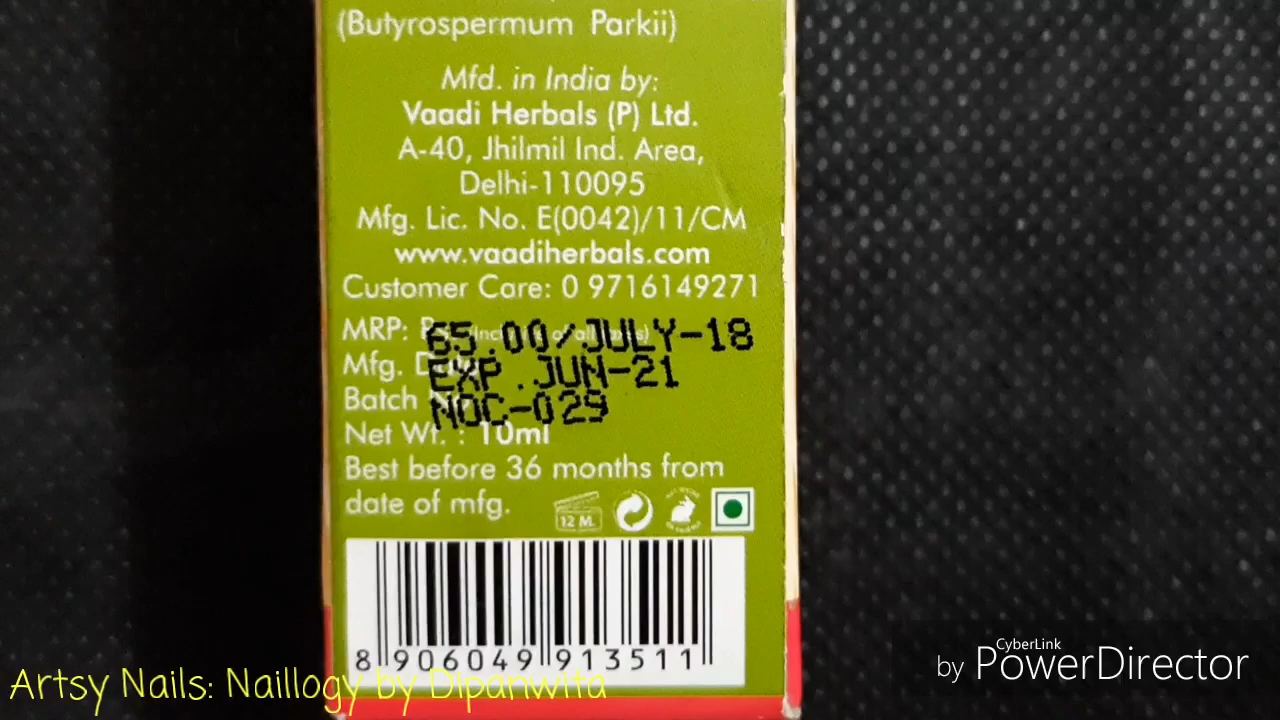 (Butyrospermum Parkii)
Mfd. in India by:
Vaadi Herbals (P) Ltd.
A-40, Jhilmil Ind. Area,
Delhi-110095
Mfg. Lic. No. E(0042)/11/CM
www.vaadiherbals.com
Customer Care: 0 9716149271
MRP: 65.00/JULY-18
Mfg. EXP.JUN-21
Batch NOC-029
Net Wt. : 10ml
Best before 36 months from
date of mfg.
12 M.
8 906049 913511
Artsy Nails: Naillogy by Dipanwita
CyberLink
by PowerDirector